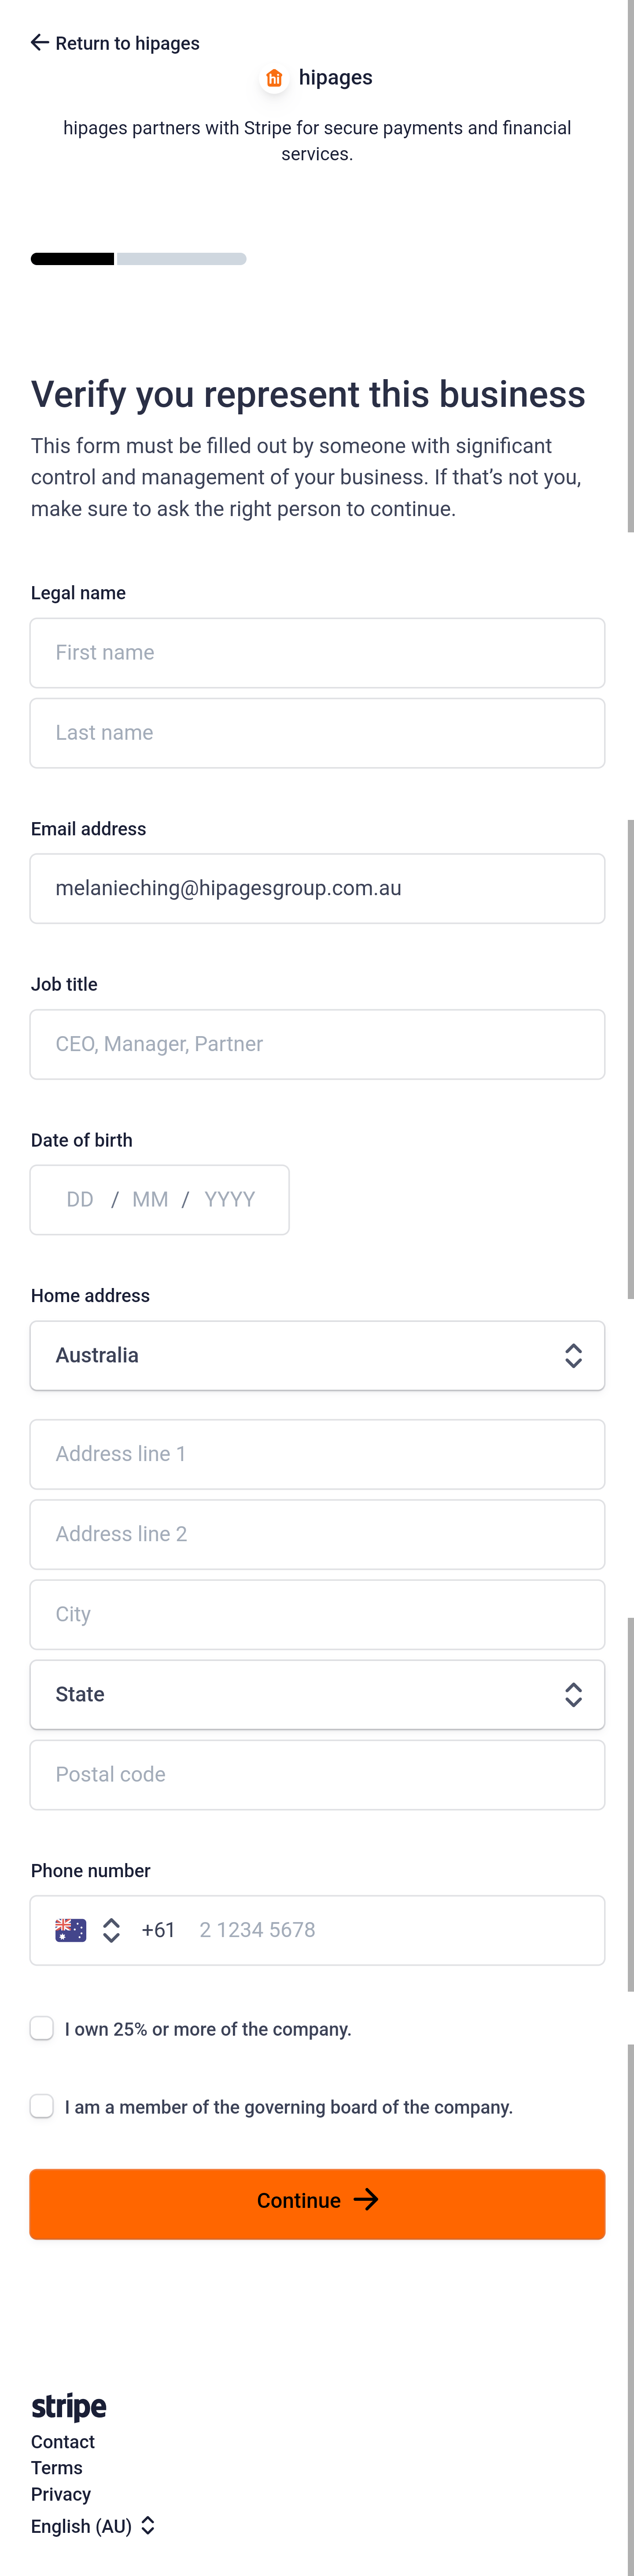 Return to hipages
hi hipages
hipages partners with Stripe for secure payments and financial
services.
Verify you represent this business
This form must be filled out by someone with significant
control and management of your business. If that’s not you,
make sure to ask the right person to continue.
Legal name
First name
Last name
Email address
melanieching@hipagesgroup.com.au
Job title
CEO, Manager, Partner
Date of birth
DD / MM / YYYY
Home address
Australia
Address line 1
Address line 2
City
State
Postal code
Phone number
+61 2 1234 5678
I own 25% or more of the company.
I am a member of the governing board of the company.
Continue
stripe
Contact
Terms
Privacy
English (AU)